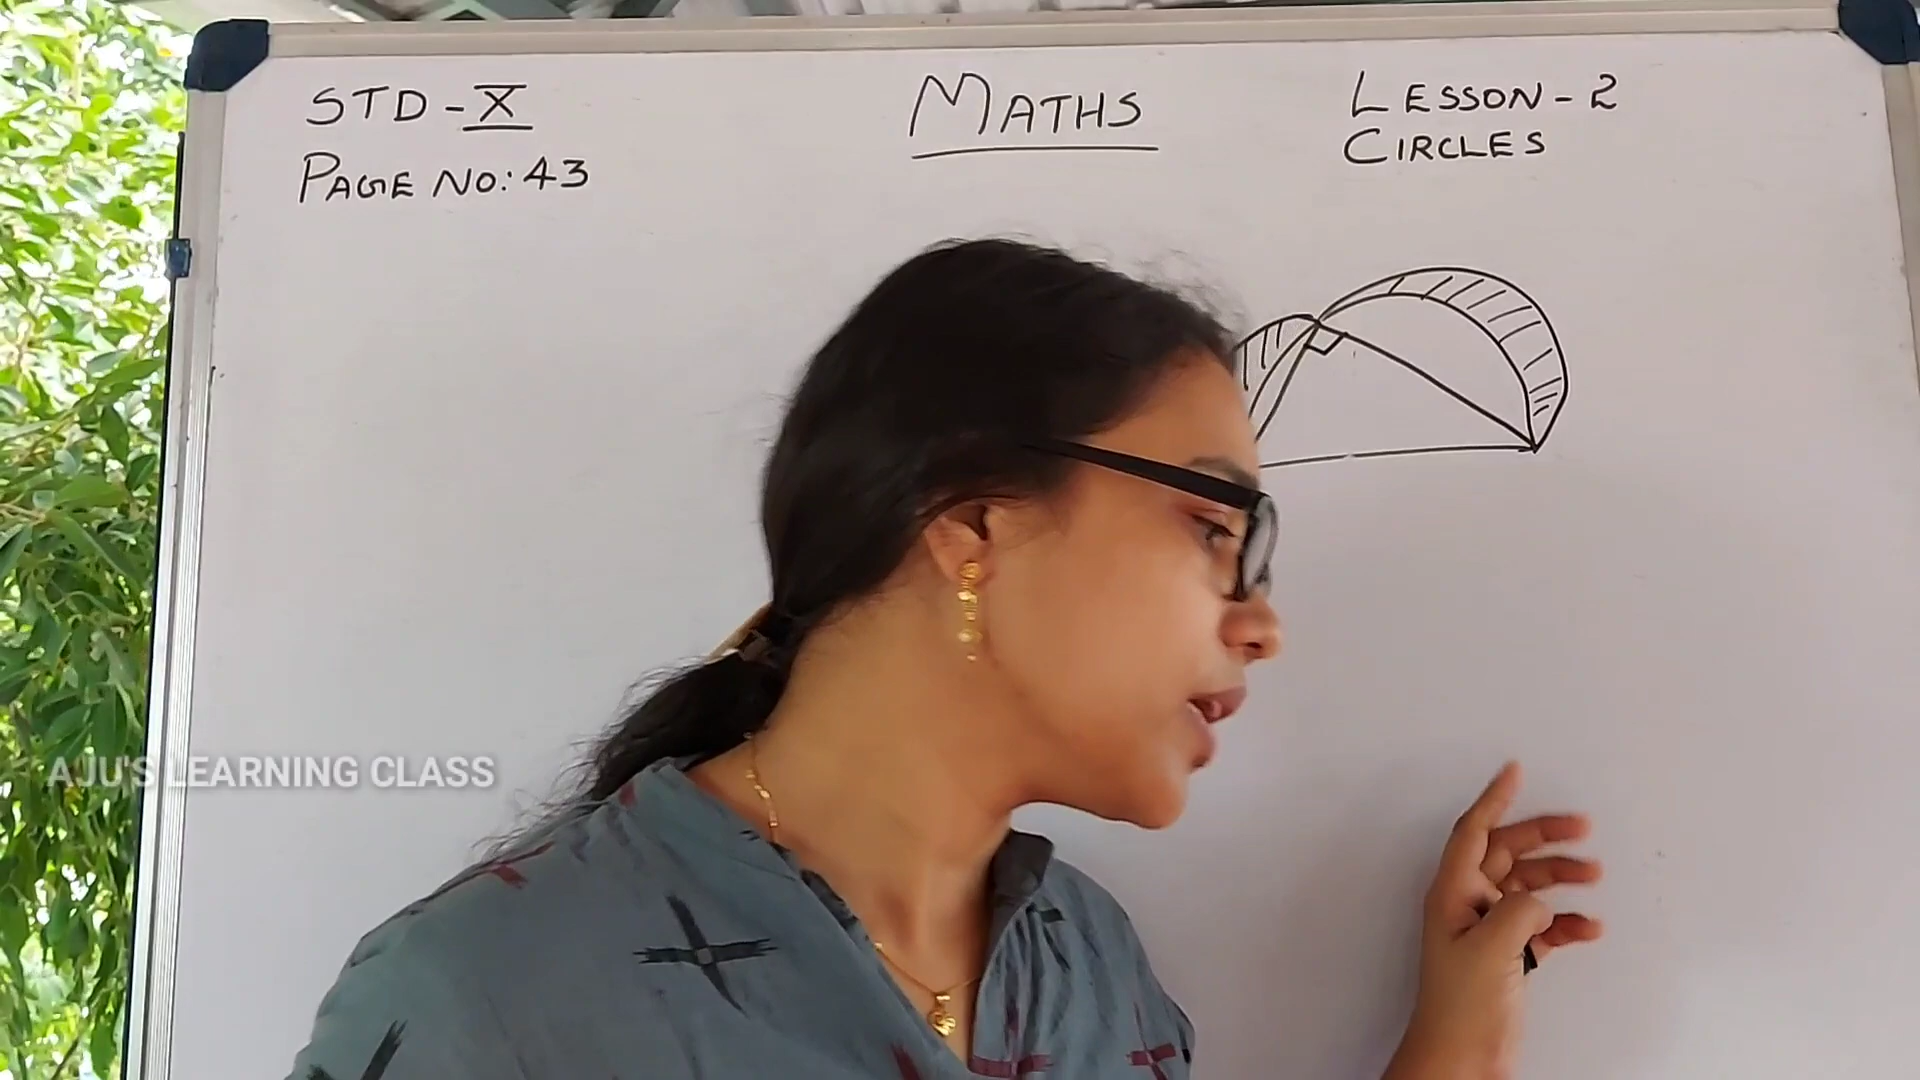 STD - X
PAGE NO: 43
MATHS
LESSON - 2
CIRCLES
AJU'S LEARNING CLASS